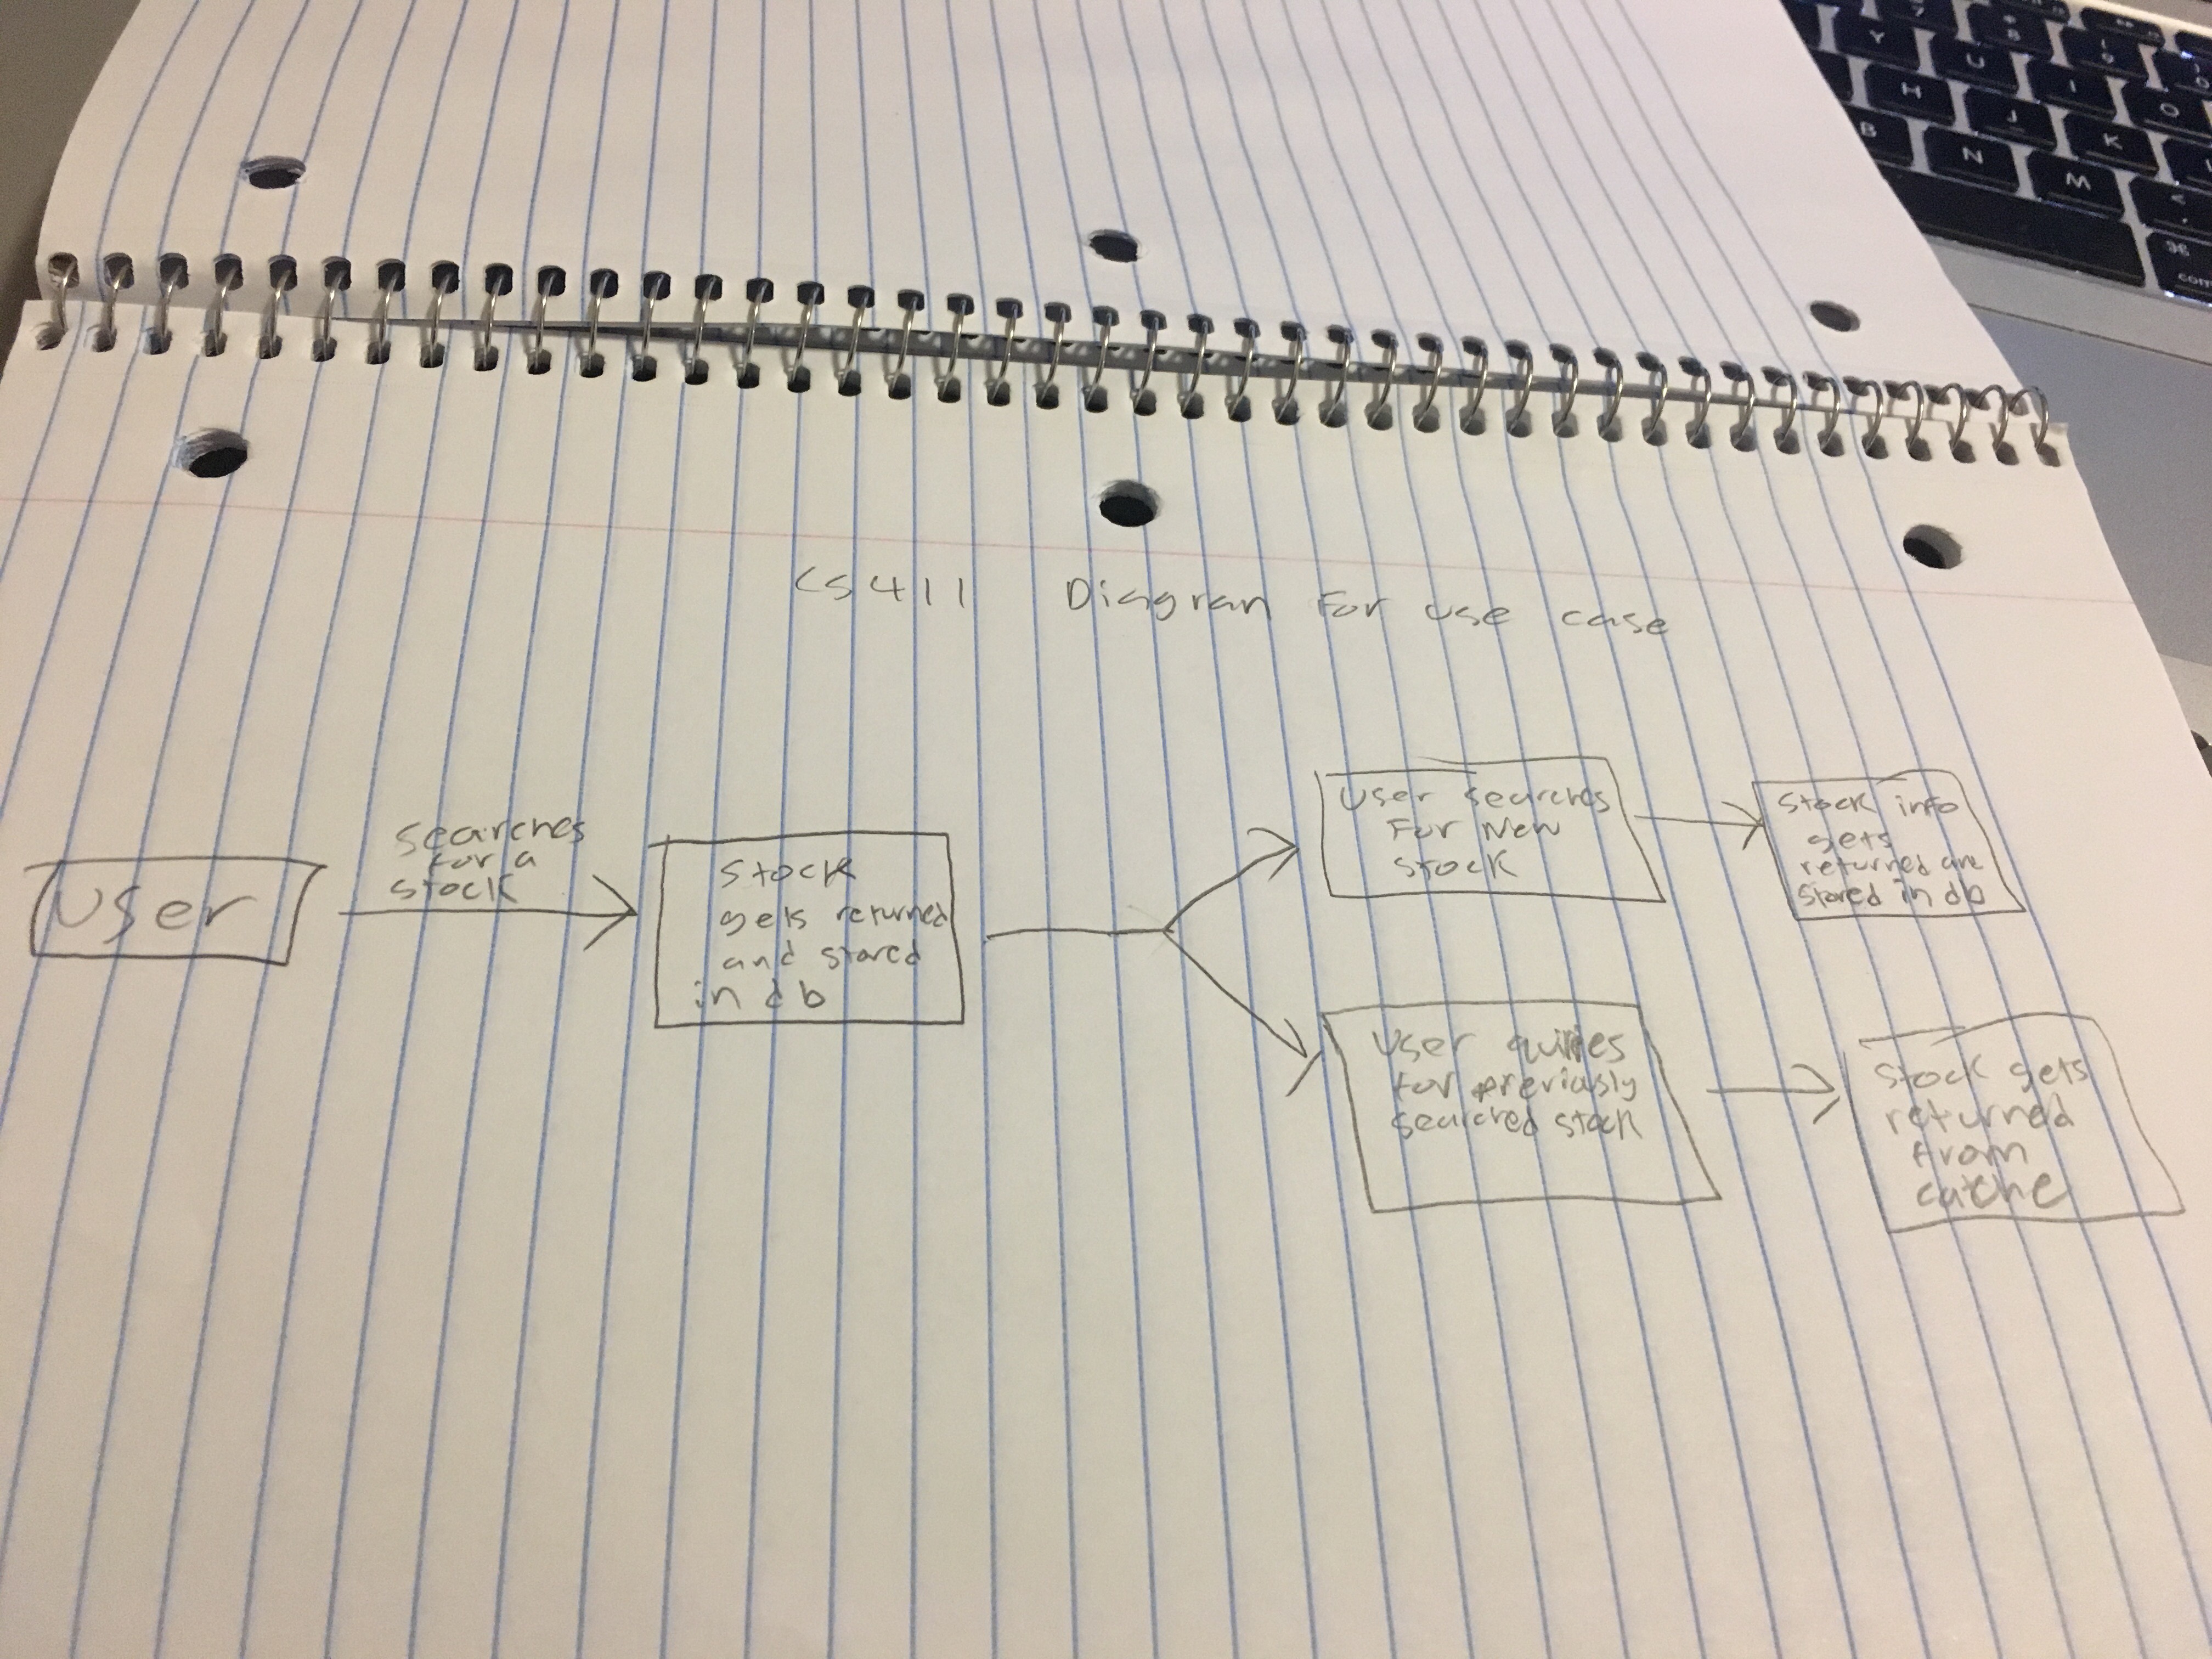 CS411 Diagram For use case
User
searches
for a
stock
Stock
gets returned
and stored
in db
User searches
For New
Stock
Stock info
gets
returned and
Stored in db
User quiries
for previously
searched stock
Stock gets
returned
from
catche
Y
U
I
O
H
J
K
B
N
M
<
⌘
com